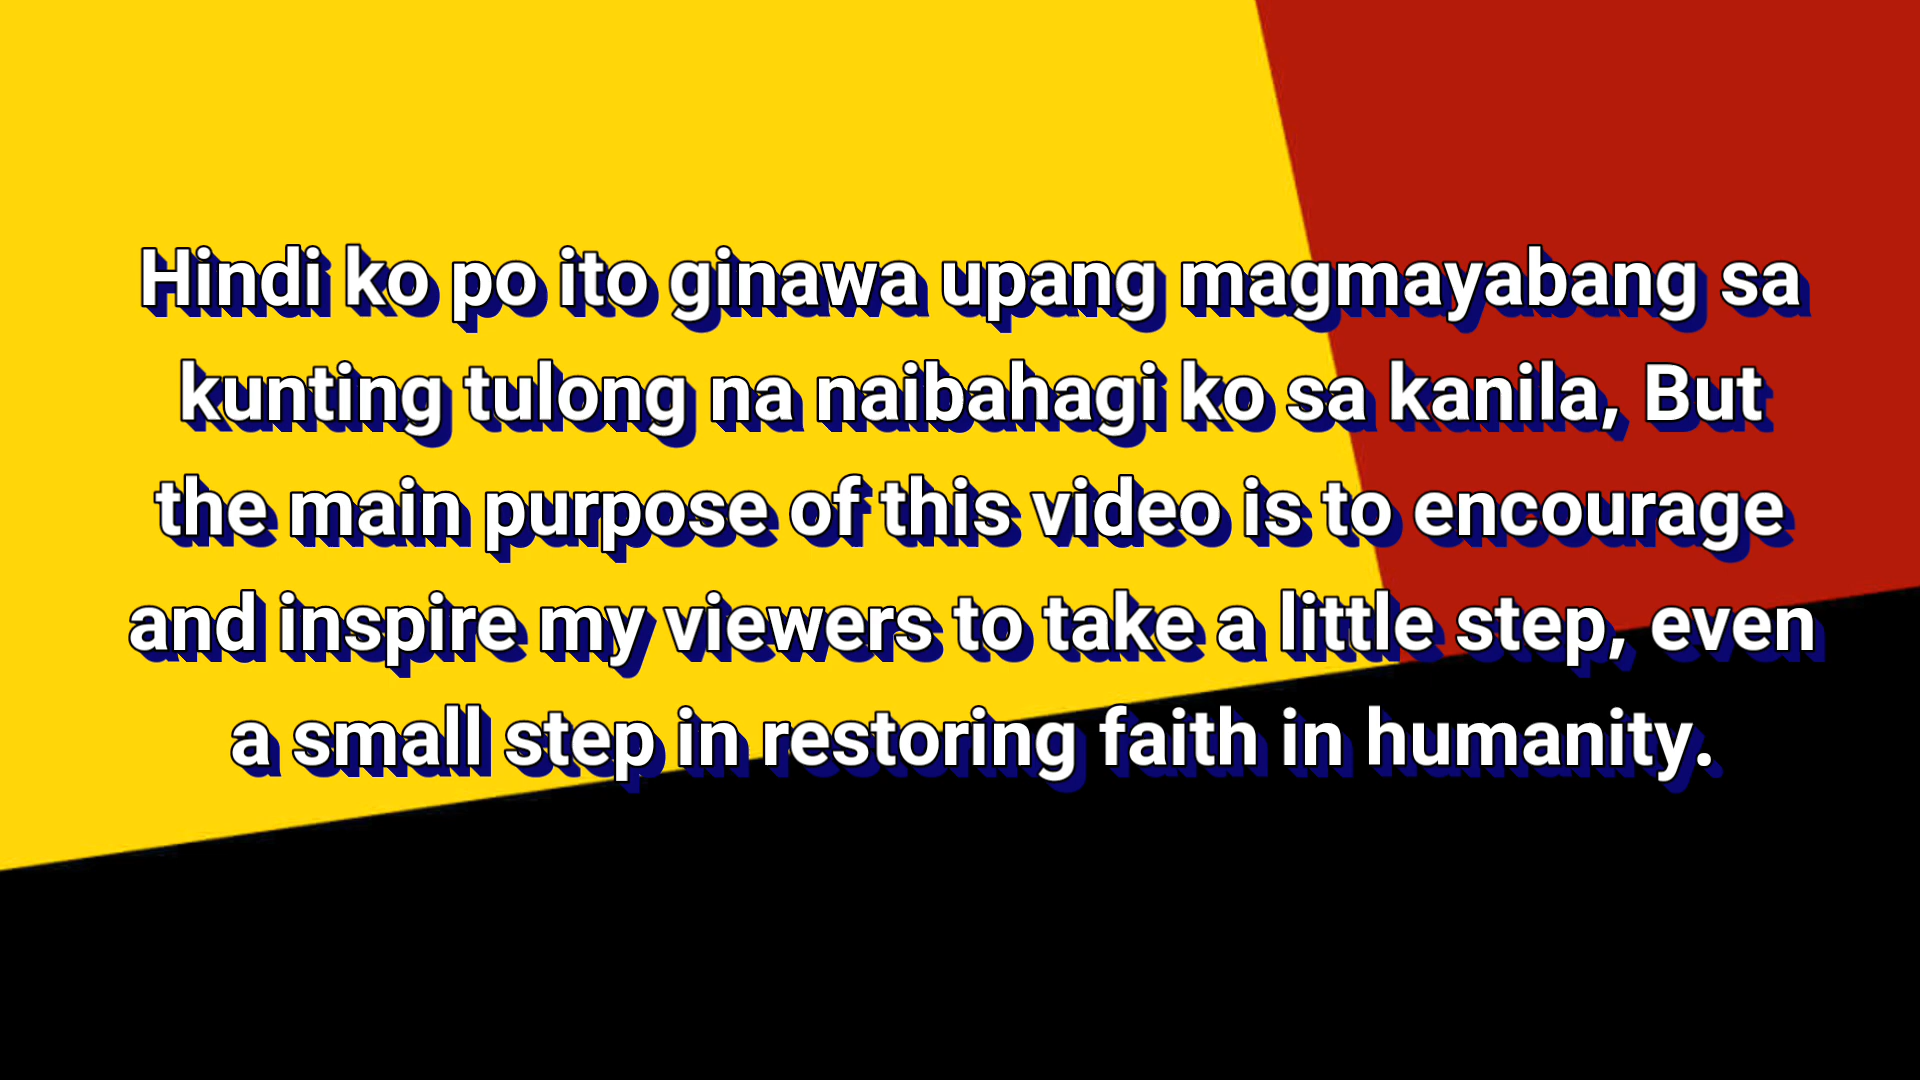 Hindi ko po ito ginawa upang magmayabang sa
kunting tulong na naibahagi ko sa kanila, But
the main purpose of this video is to encourage
and inspire my viewers to take a little step, even
a small step in restoring faith in humanity.